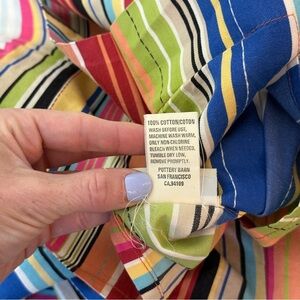 100% COTTON/COTON
WASH BEFORE USE,
MACHINE WASH WARM,
ONLY NON-CHLORINE
BLEACH WHEN NEEDED,
TUMBLE DRY LOW,
REMOVE PROMPTLY.
POTTERY BARN
SAN FRANCISCO
CA, 94109